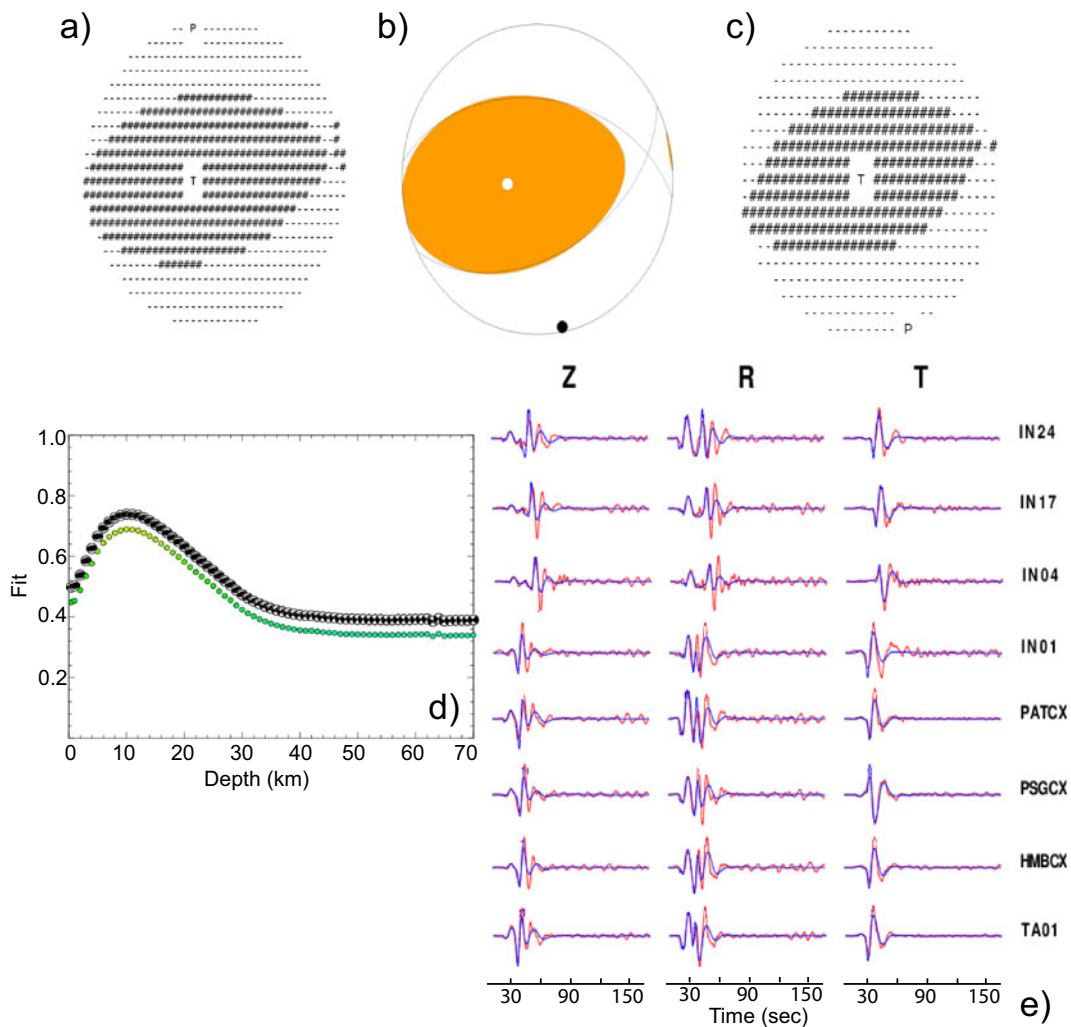 a)
b)
c)
P
T
T
P
Z R T
IN24
IN17
IN04
IN01
PATCX
PSGCX
HMBCX
TA01
1.0
0.8
0.6
0.4
0.2
Fit
0 10 20 30 40 50 60 70
Depth (km)
d)
30 90 150 30 90 150 30 90 150
Time (sec)
e)